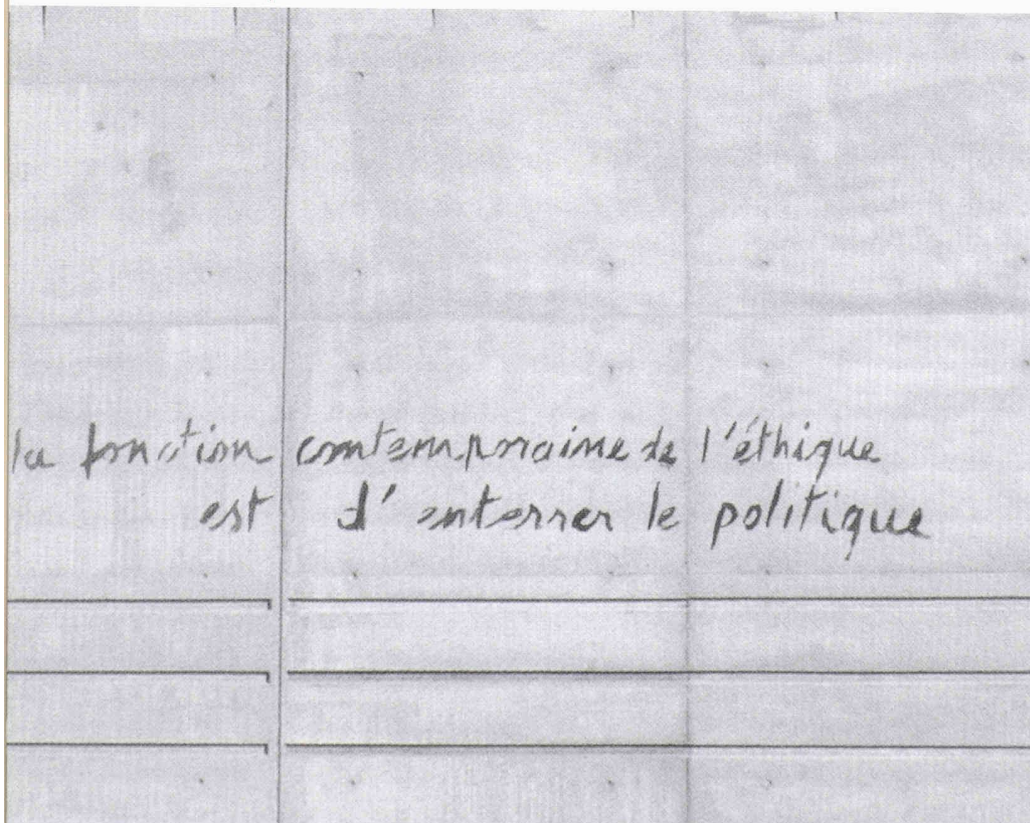 la fonction contemporaine de l'éthique
est d'enterrer le politique